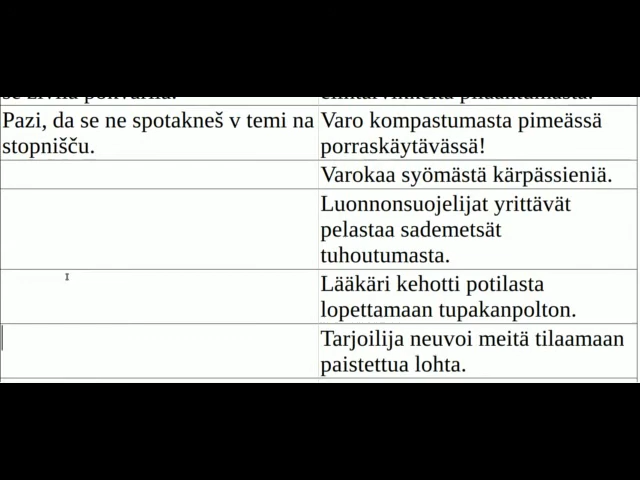 Pazi, da se ne spotakneš v temi na
stopnišču.
Varo kompastumasta pimeässä
porraskäytävässä!
Varokaa syömästä kärpässieniä.
Luonnonsuojelijat yrittävät
pelastaa sademetsät
tuhoutumasta.
Lääkäri kehotti potilasta
lopettamaan tupakanpolton.
Tarjoilija neuvoi meitä tilaamaan
paistettua lohta.